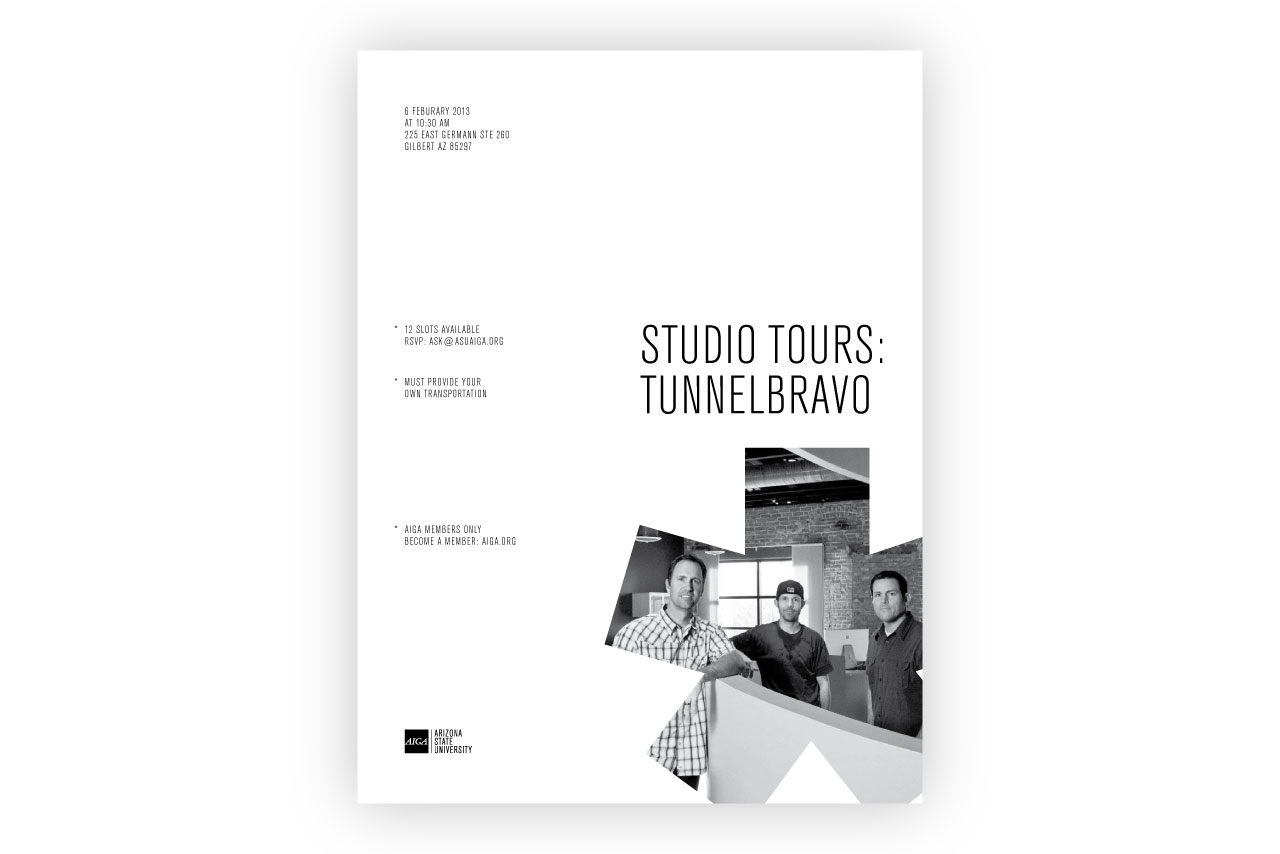 6 FEBURARY 2013
AT 10:30 AM
225 EAST GERMANN STE 260
GILBERT AZ 85297
* 12 SLOTS AVAILABLE
RSVP: ASK@ASUAIGA.ORG
* MUST PROVIDE YOUR
OWN TRANSPORTATION
STUDIO TOURS:
TUNNELBRAVO
* AIGA MEMBERS ONLY
BECOME A MEMBER: AIGA.ORG
AIGA
ARIZONA
STATE
UNIVERSITY